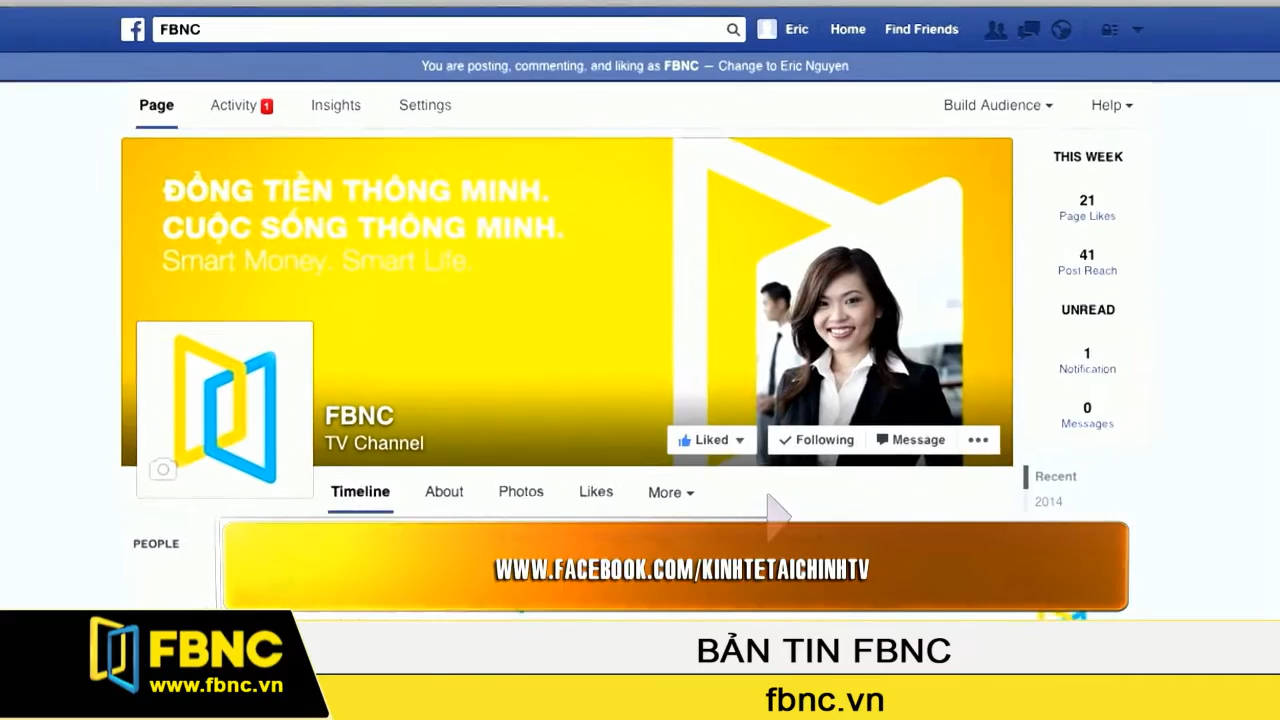 FBNC
Eric
Home
Find Friends
You are posting, commenting, and liking as FBNC — Change to Eric Nguyen
Page
Activity 1
Insights
Settings
Build Audience
Help
ĐỒNG TIỀN THÔNG MINH.
CUỘC SỐNG THÔNG MINH.
Smart Money. Smart Life.
THIS WEEK
21
Page Likes
41
Post Reach
UNREAD
1
Notification
0
Messages
FBNC
TV Channel
Liked
Following
Message
Timeline
About
Photos
Likes
More
Recent
2014
PEOPLE
WWW.FACEBOOK.COM/KINHTETAICHINHTV
FBNC
www.fbnc.vn
BẢN TIN FBNC
fbnc.vn